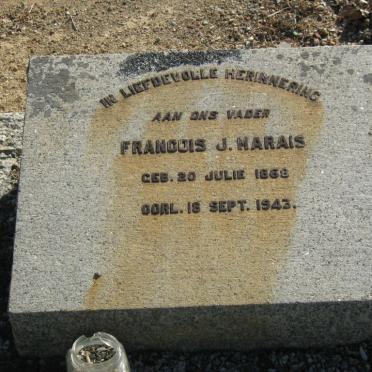 IN LIEFDEVOLLE HERINNERING
AAN ONS VADER
FRANCOIS J. MARAIS
GEB. 20 JULIE 1868
OORL. 18 SEPT. 1943.